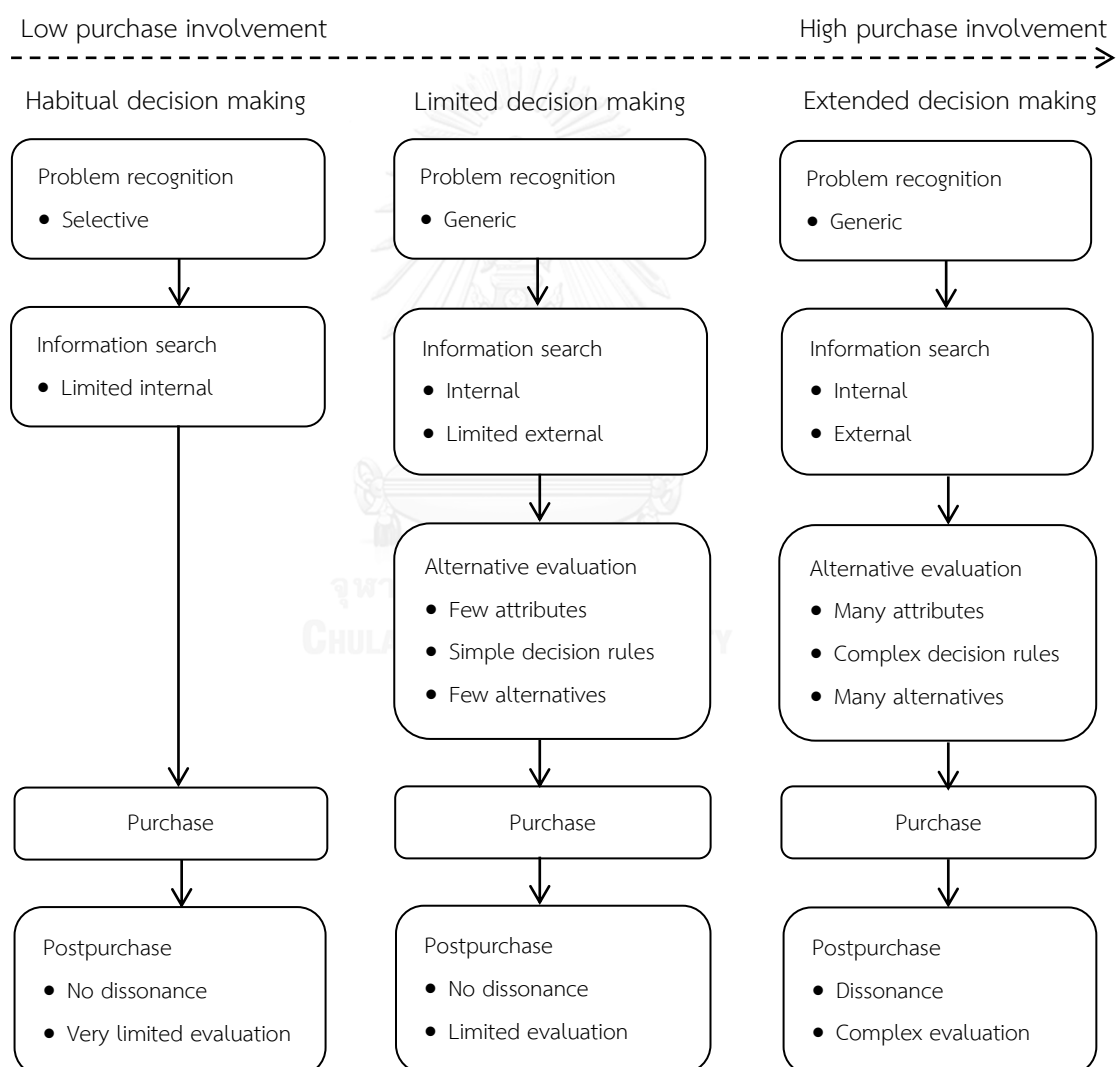 Low purchase involvement
High purchase involvement
Habitual decision making
Limited decision making
Extended decision making
Problem recognition
• Selective
Information search
• Limited internal
Purchase
Postpurchase
• No dissonance
• Very limited evaluation
Problem recognition
• Generic
Information search
• Internal
• Limited external
Alternative evaluation
• Few attributes
• Simple decision rules
• Few alternatives
Purchase
Postpurchase
• No dissonance
• Limited evaluation
Problem recognition
• Generic
Information search
• Internal
• External
Alternative evaluation
• Many attributes
• Complex decision rules
• Many alternatives
Purchase
Postpurchase
• Dissonance
• Complex evaluation